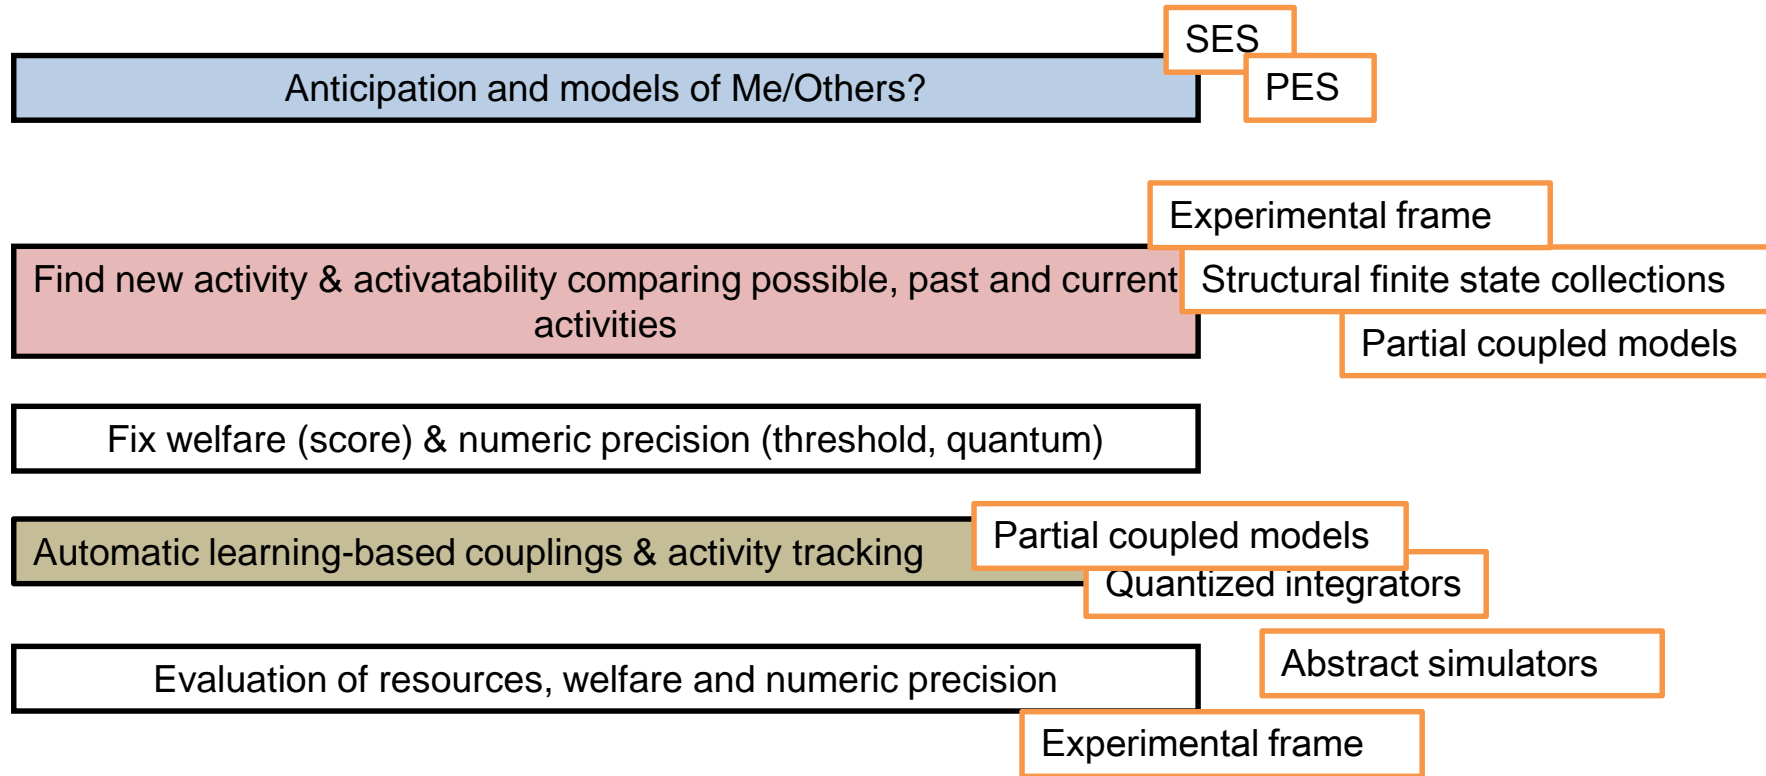 SES
Anticipation and models of Me/Others?
PES
Experimental frame
Find new activity & activatability comparing possible, past and current
activities
Structural finite state collections
Partial coupled models
Fix welfare (score) & numeric precision (threshold, quantum)
Automatic learning-based couplings & activity tracking
Partial coupled models
Quantized integrators
Evaluation of resources, welfare and numeric precision
Abstract simulators
Experimental frame